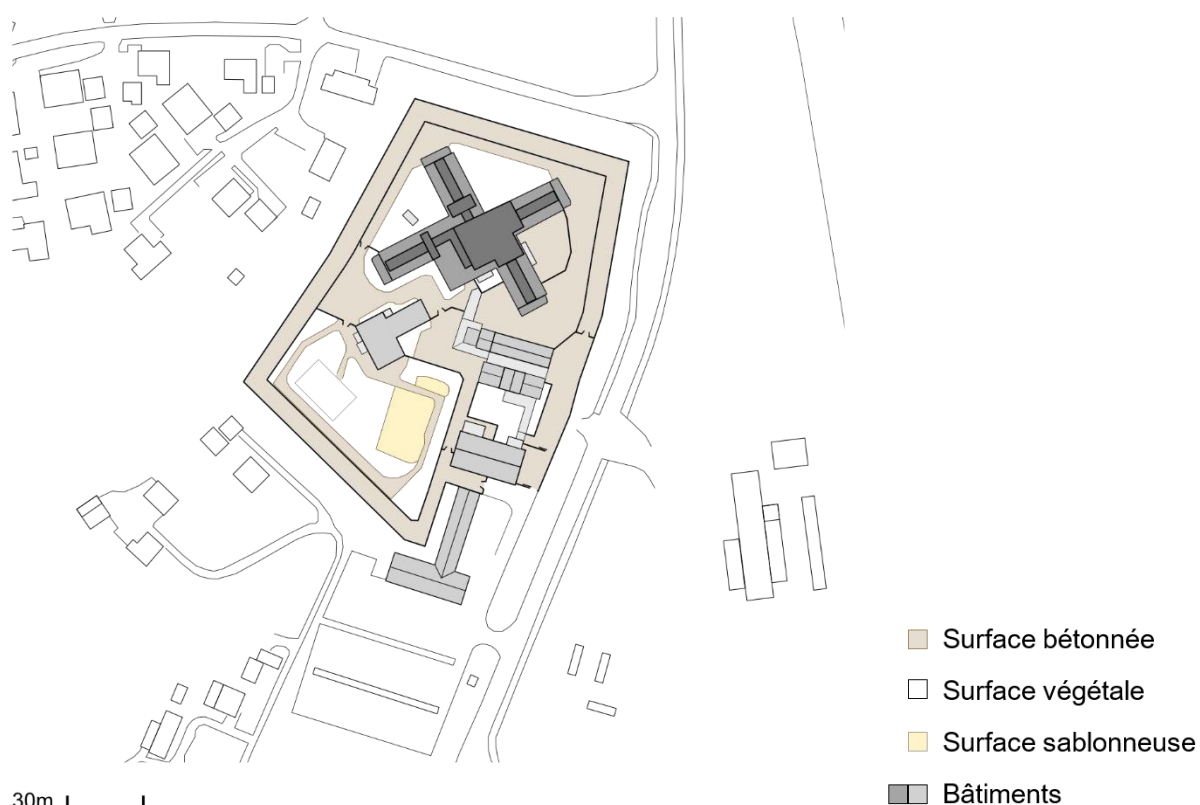 Surface bétonnée
Surface végétale
Surface sablonneuse
Bâtiments
30m